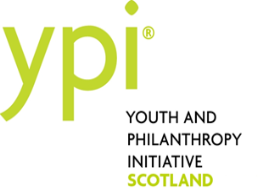 ypi®
YOUTH AND
PHILANTHROPY
INITIATIVE
SCOTLAND